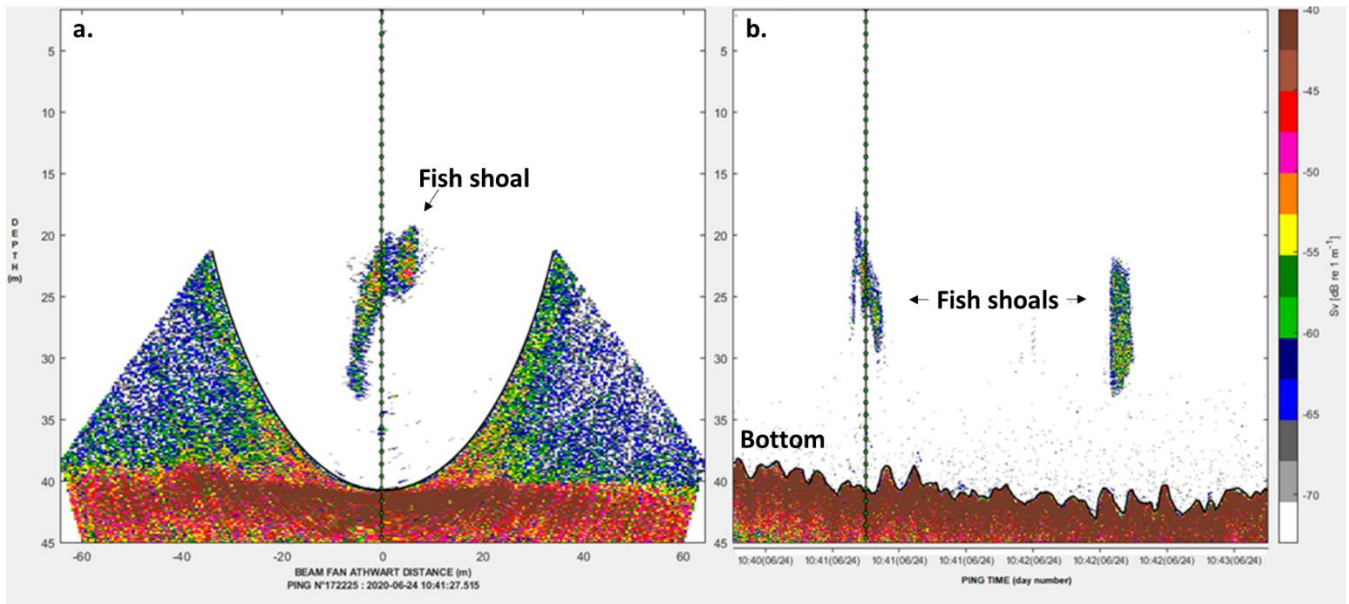 a.
5
10
15
20
25
30
35
40
45
DEPTH
(m)
Fish shoal
-60
-40
-20
0
20
40
60
BEAM FAN ATHWART DISTANCE (m)
PING N°172225 : 2020-06-24 10:41:27.515
b.
5
10
15
20
25
30
35
40
45
Fish shoals
Bottom
10:40(06/24) 10:41(06/24) 10:41(06/24) 10:41(06/24) 10:42(06/24) 10:42(06/24) 10:42(06/24) 10:43(06/24)
PING TIME (day number)
-40
-45
-50
-55
-60
-65
-70
Sv [dB re 1 m⁻¹]